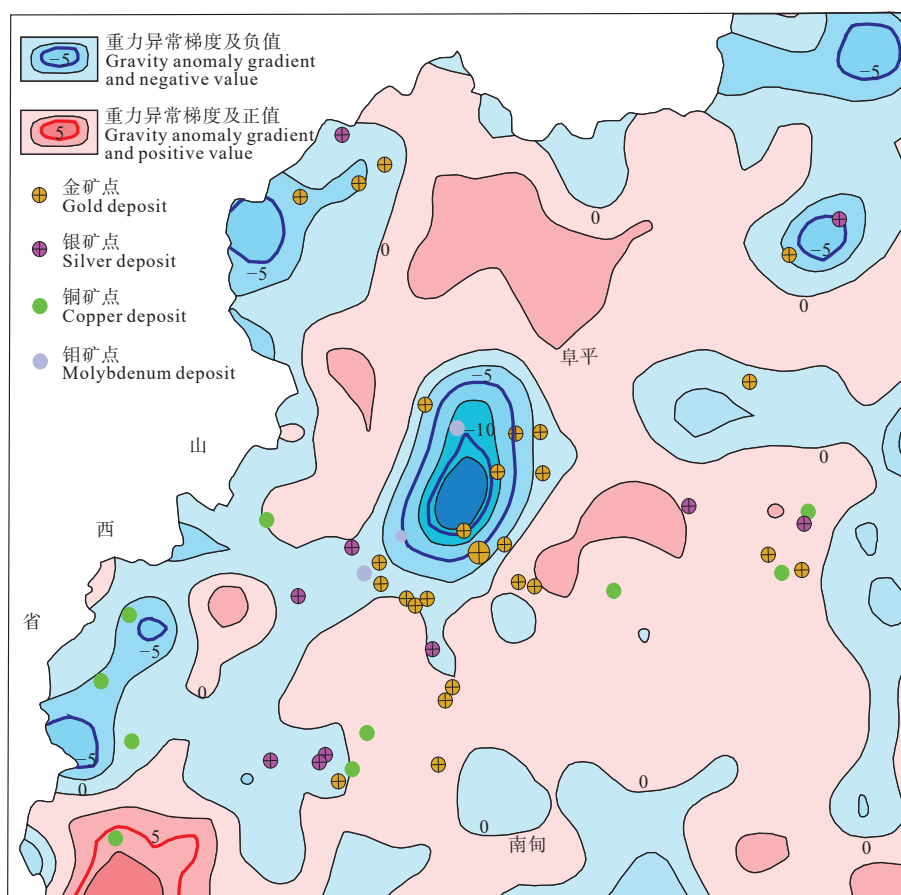 −5
重力异常梯度及负值
Gravity anomaly gradient
and negative value
5
重力异常梯度及正值
Gravity anomaly gradient
and positive value
金矿点
Gold deposit
银矿点
Silver deposit
铜矿点
Copper deposit
钼矿点
Molybdenum deposit
−5
0
0
−5
−5
0
阜平
−5
−10
山
0
西
省
−5
0
−5
0
0
5
0
南甸
0